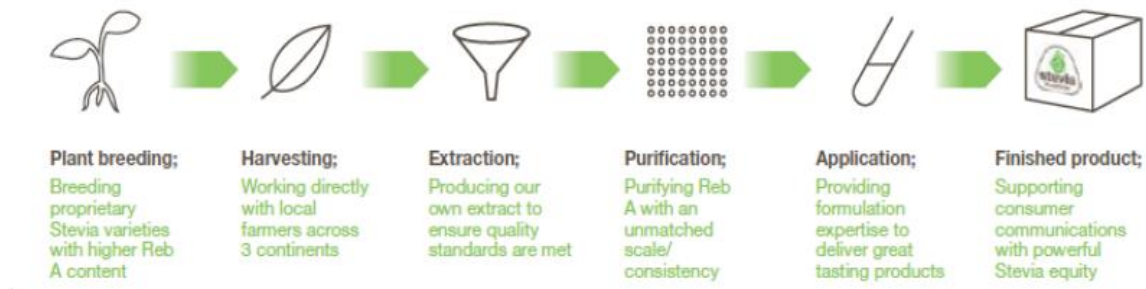 stevia
Plant breeding;
Breeding
proprietary
Stevia varieties
with higher Reb
A content
Harvesting;
Working directly
with local
farmers across
3 continents
Extraction;
Producing our
own extract to
ensure quality
standards are met
Purification;
Purifying Reb
A with an
unmatched
scale/
consistency
Application;
Providing
formulation
expertise to
deliver great
tasting products
Finished product;
Supporting
consumer
communications
with powerful
Stevia equity